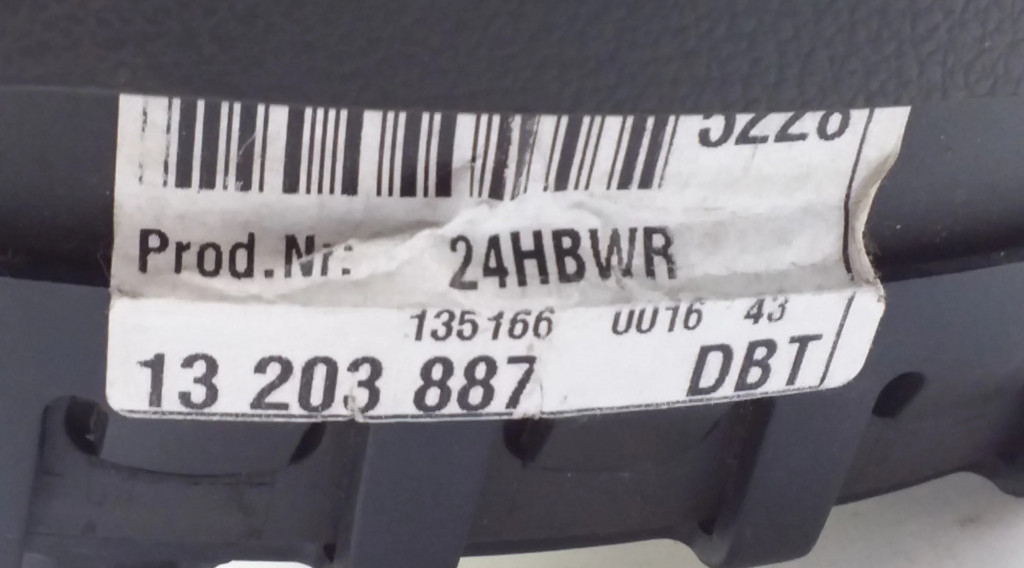 5228
Prod.Nr: 24HBWR
135166 0016 43
13 203 887 DBT